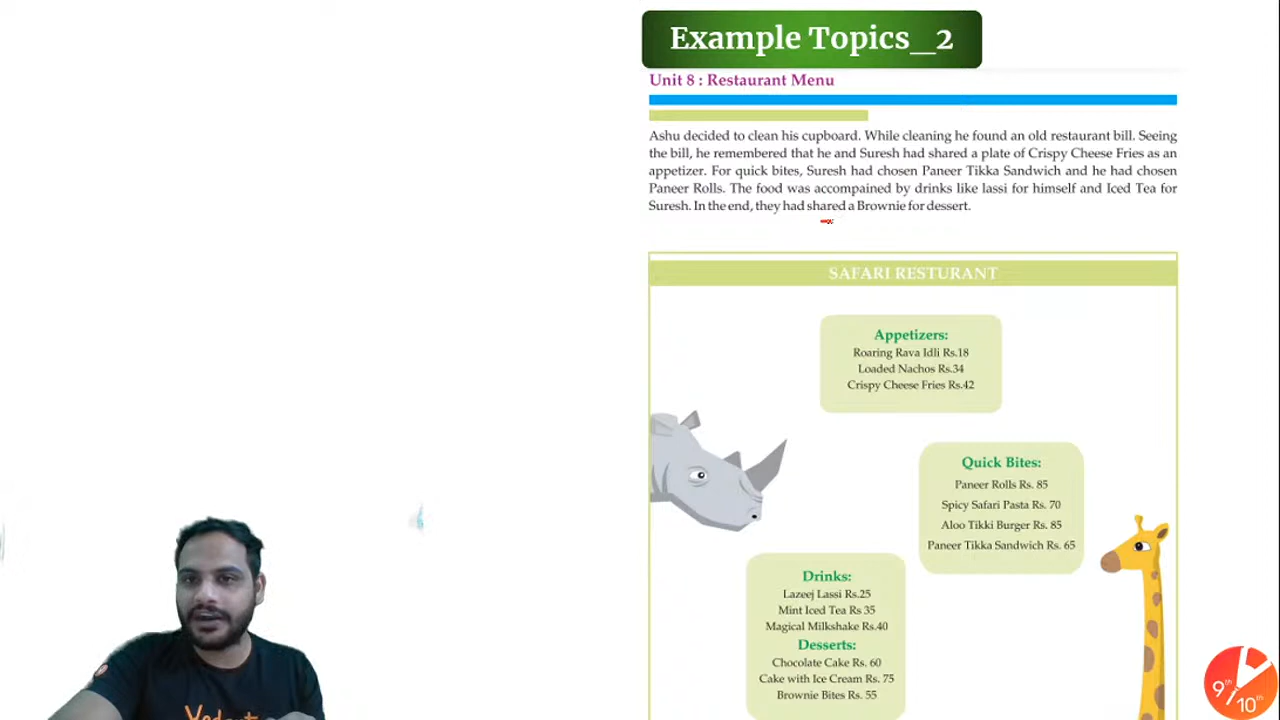 Example Topics_2
Unit 8 : Restaurant Menu
Ashu decided to clean his cupboard. While cleaning he found an old restaurant bill. Seeing
the bill, he remembered that he and Suresh had shared a plate of Crispy Cheese Fries as an
appetizer. For quick bites, Suresh had chosen Paneer Tikka Sandwich and he had chosen
Paneer Rolls. The food was accompained by drinks like lassi for himself and Iced Tea for
Suresh. In the end, they had shared a Brownie for dessert.
SAFARI RESTURANT
Appetizers:
Roaring Rava Idli Rs.18
Loaded Nachos Rs.34
Crispy Cheese Fries Rs.42
Quick Bites:
Paneer Rolls Rs. 85
Spicy Safari Pasta Rs. 70
Aloo Tikki Burger Rs. 85
Paneer Tikka Sandwich Rs. 65
Drinks:
Lazeej Lassi Rs.25
Mint Iced Tea Rs 35
Magical Milkshake Rs.40
Desserts:
Chocolate Cake Rs. 60
Cake with Ice Cream Rs. 75
Brownie Bites Rs. 55
9th
10th